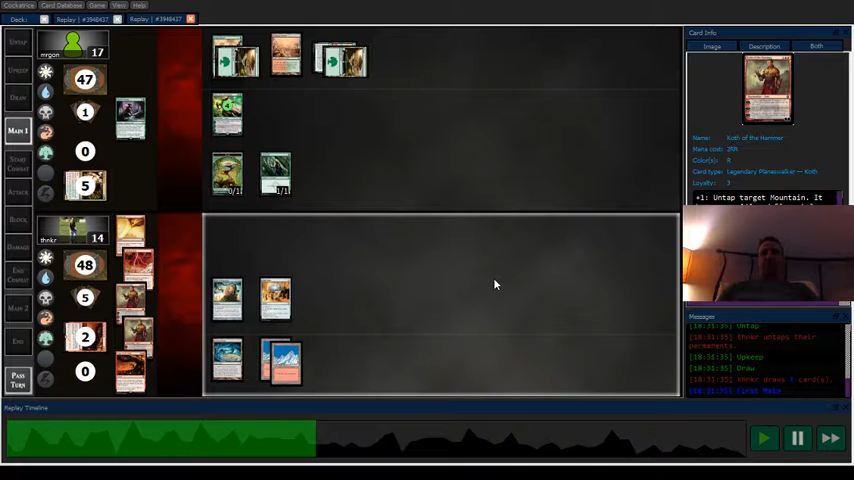 Cockatrice Card Database Game View Help
Deck: Replay | #3948437 Replay | #3948437
UNTAP
UPKEEP
DRAW
MAIN 1
START COMBAT
ATTACK
BLOCK
DAMAGE
END COMBAT
MAIN 2
END
PASS TURN
mrgon 17
47
1
0
5
0/1
1/1
thnkr 14
48
5
2
0
Card Info
Image Description Both
Name: Koth of the Hammer
Mana cost: 2RR
Color(s): R
Card type: Legendary Planeswalker — Koth
Loyalty: 3
+1: Untap target Mountain. It
Messages
[18:31:35] Untap
[18:31:35] thnkr untaps their permanents.
[18:31:35] Upkeep
[18:31:35] Draw
[18:31:35] thnkr draws 1 card(s).
[18:31:35] First Main
Replay Timeline